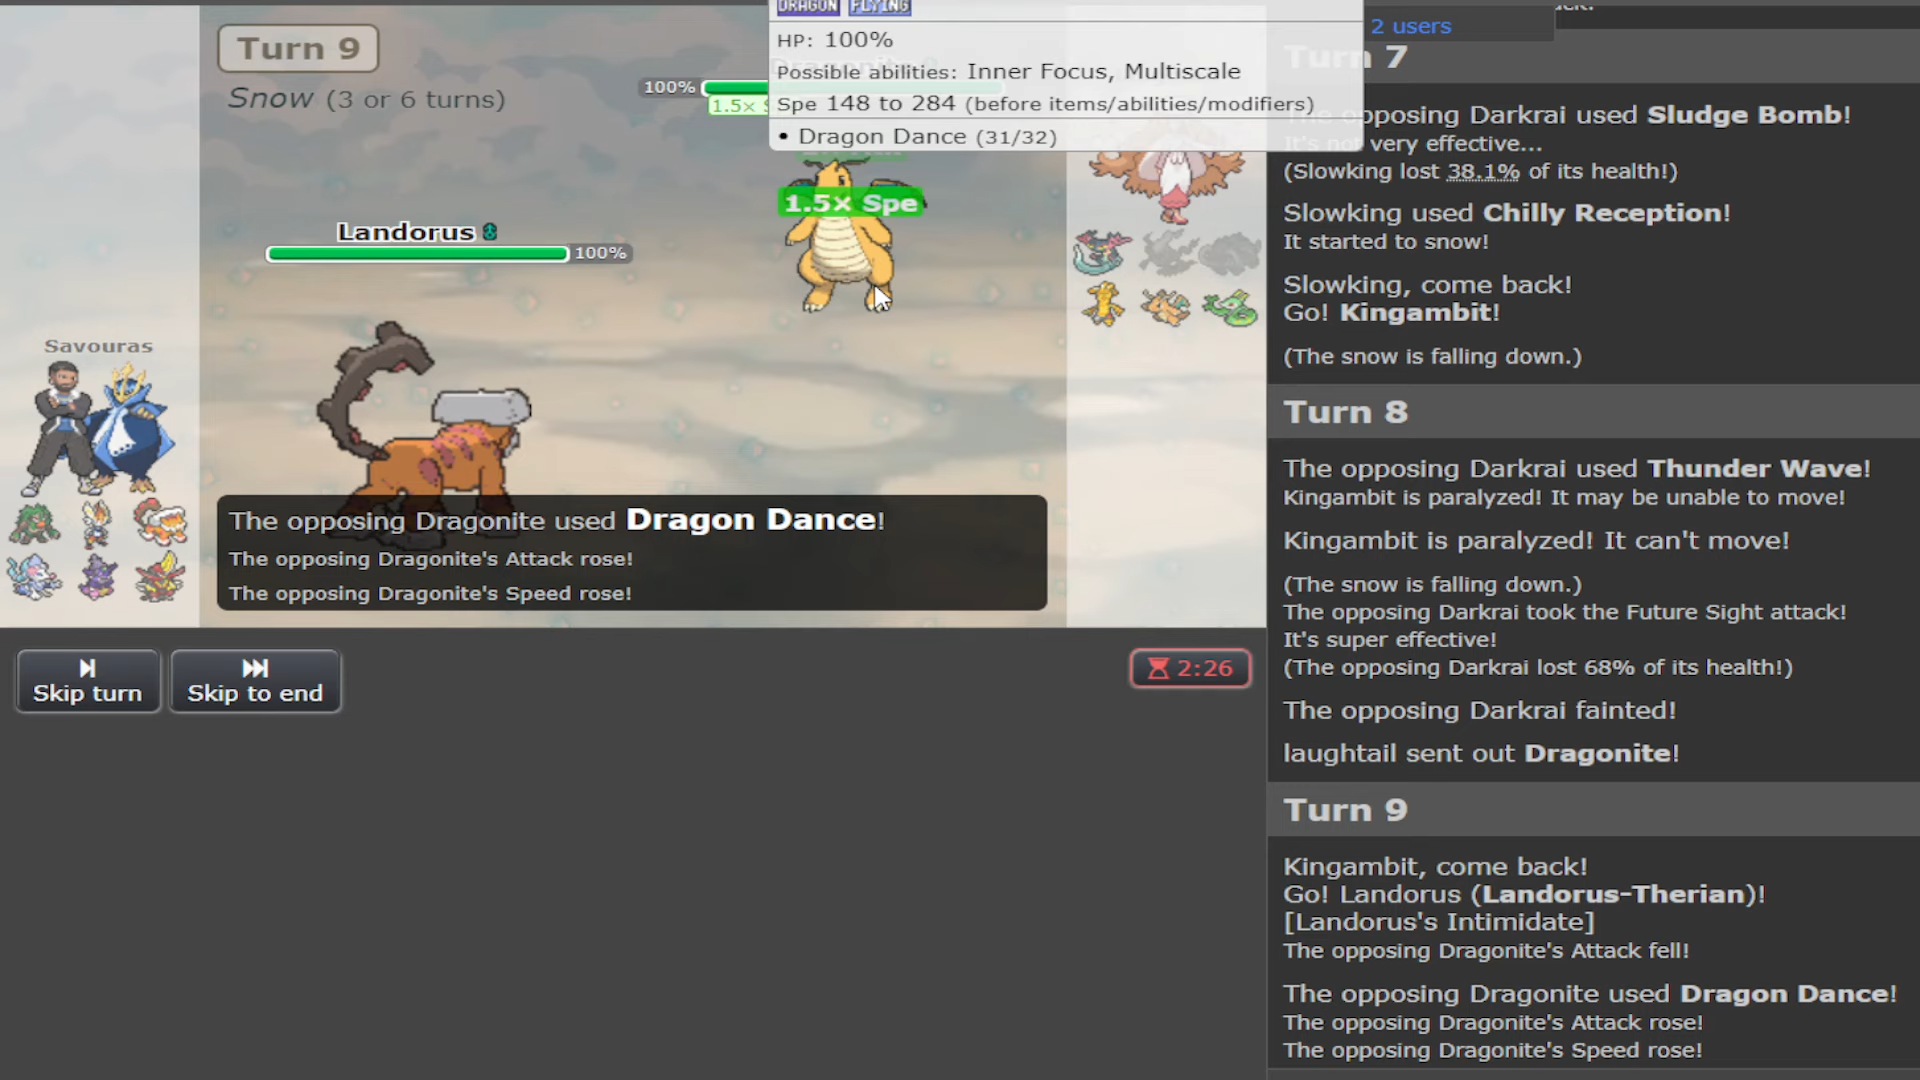 Turn 9
Snow (3 or 6 turns)
DRAGON FLYING
HP: 100%
Possible abilities: Inner Focus, Multiscale
Spe 148 to 284 (before items/abilities/modifiers)
• Dragon Dance (31/32)
100%
1.5× S
1.5× Spe
Landorus
100%
Savouras
The opposing Dragonite used Dragon Dance!
The opposing Dragonite's Attack rose!
The opposing Dragonite's Speed rose!
Skip turn
Skip to end
2:26
2 users
Turn 7
The opposing Darkrai used Sludge Bomb!
It's not very effective...
(Slowking lost 38.1% of its health!)
Slowking used Chilly Reception!
It started to snow!
Slowking, come back!
Go! Kingambit!
(The snow is falling down.)
Turn 8
The opposing Darkrai used Thunder Wave!
Kingambit is paralyzed! It may be unable to move!
Kingambit is paralyzed! It can't move!
(The snow is falling down.)
The opposing Darkrai took the Future Sight attack!
It's super effective!
(The opposing Darkrai lost 68% of its health!)
The opposing Darkrai fainted!
laughtail sent out Dragonite!
Turn 9
Kingambit, come back!
Go! Landorus (Landorus-Therian)!
[Landorus's Intimidate]
The opposing Dragonite's Attack fell!
The opposing Dragonite used Dragon Dance!
The opposing Dragonite's Attack rose!
The opposing Dragonite's Speed rose!